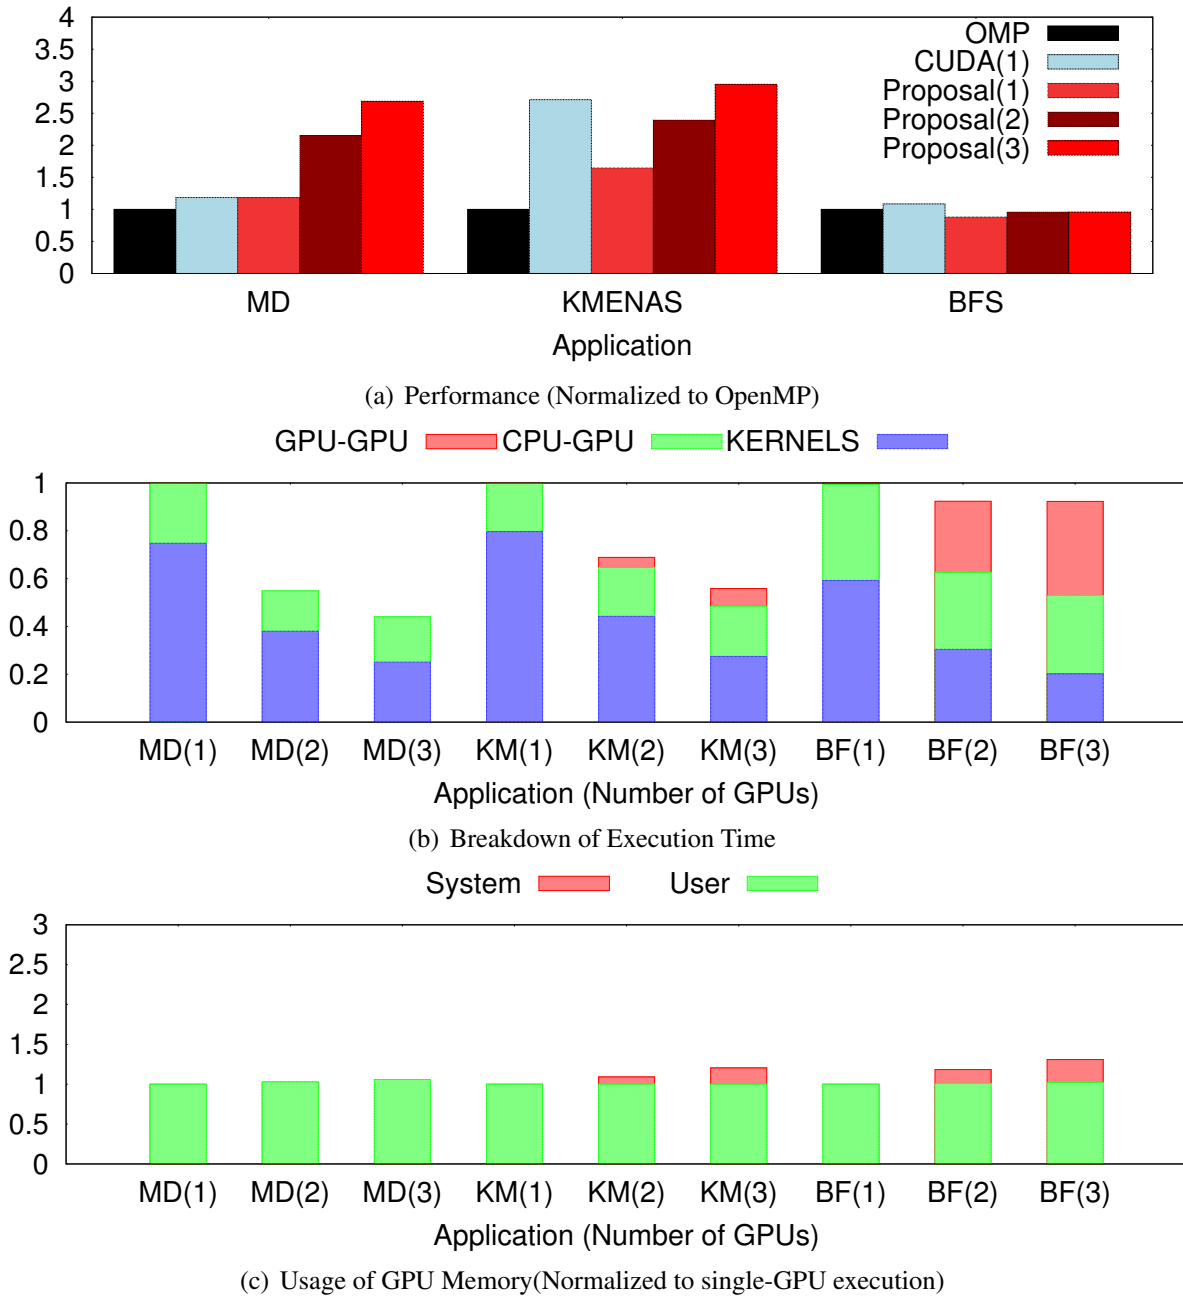 4
3.5
3
2.5
2
1.5
1
0.5
0
OMP
CUDA(1)
Proposal(1)
Proposal(2)
Proposal(3)
MD KMENAS BFS
Application
(a) Performance (Normalized to OpenMP)
GPU-GPU CPU-GPU KERNELS
1
0.8
0.6
0.4
0.2
0
MD(1) MD(2) MD(3) KM(1) KM(2) KM(3) BF(1) BF(2) BF(3)
Application (Number of GPUs)
(b) Breakdown of Execution Time
System User
3
2.5
2
1.5
1
0.5
0
MD(1) MD(2) MD(3) KM(1) KM(2) KM(3) BF(1) BF(2) BF(3)
Application (Number of GPUs)
(c) Usage of GPU Memory(Normalized to single-GPU execution)